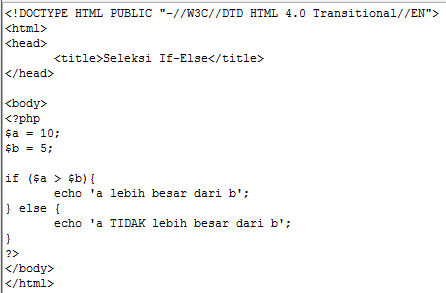 <!DOCTYPE HTML PUBLIC "-//W3C//DTD HTML 4.0 Transitional//EN">
<html>
<head>
	<title>Seleksi If-Else</title>
</head>

<body>
<?php
$a = 10;
$b = 5;

if ($a > $b){
	echo 'a lebih besar dari b';
} else {
	echo 'a TIDAK lebih besar dari b';
}
?>
</body>
</html>